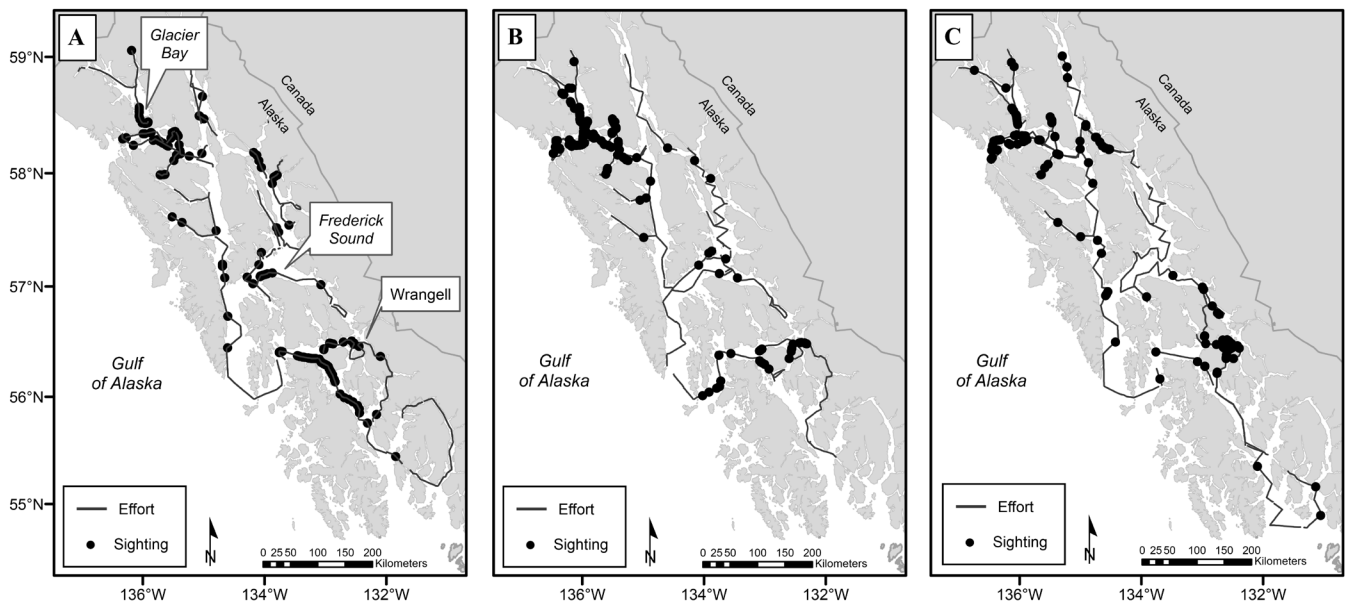 A
Glacier
Bay
Canada
Alaska
Frederick
Sound
Wrangell
Gulf
of Alaska
Effort
Sighting
N
0 25 50 100 150 200
Kilometers
59°N
58°N
57°N
56°N
55°N
136°W 134°W 132°W
B
Canada
Alaska
Gulf
of Alaska
Effort
Sighting
N
0 25 50 100 150 200
Kilometers
136°W 134°W 132°W
C
Canada
Alaska
Gulf
of Alaska
Effort
Sighting
N
0 25 50 100 150 200
Kilometers
136°W 134°W 132°W